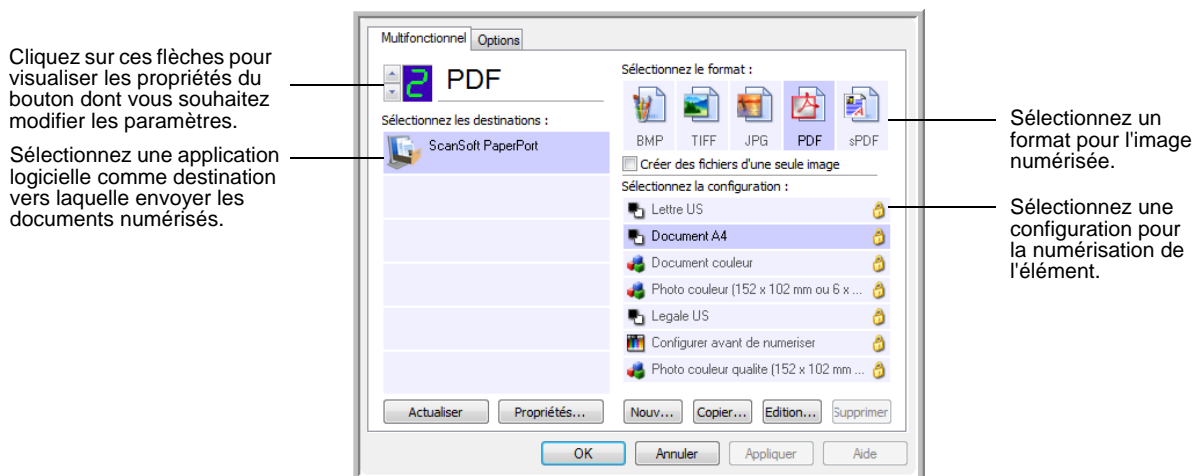 Cliquez sur ces flèches pour
visualiser les propriétés du
bouton dont vous souhaitez
modifier les paramètres.
Sélectionnez une application
logicielle comme destination
vers laquelle envoyer les
documents numérisés.
Multifonctionnel
Options
2
PDF
Sélectionnez les destinations :
ScanSoft PaperPort
Actualiser
Propriétés...
Sélectionnez le format :
BMP
TIFF
JPG
PDF
sPDF
Créer des fichiers d'une seule image
Sélectionnez la configuration :
Lettre US
Document A4
Document couleur
Photo couleur (152 x 102 mm ou 6 x ...
Legale US
Configurer avant de numeriser
Photo couleur qualite (152 x 102 mm ...
Nouv...
Copier...
Edition...
Supprimer
OK
Annuler
Appliquer
Aide
Sélectionnez un
format pour l'image
numérisée.
Sélectionnez une
configuration pour
la numérisation de
l'élément.